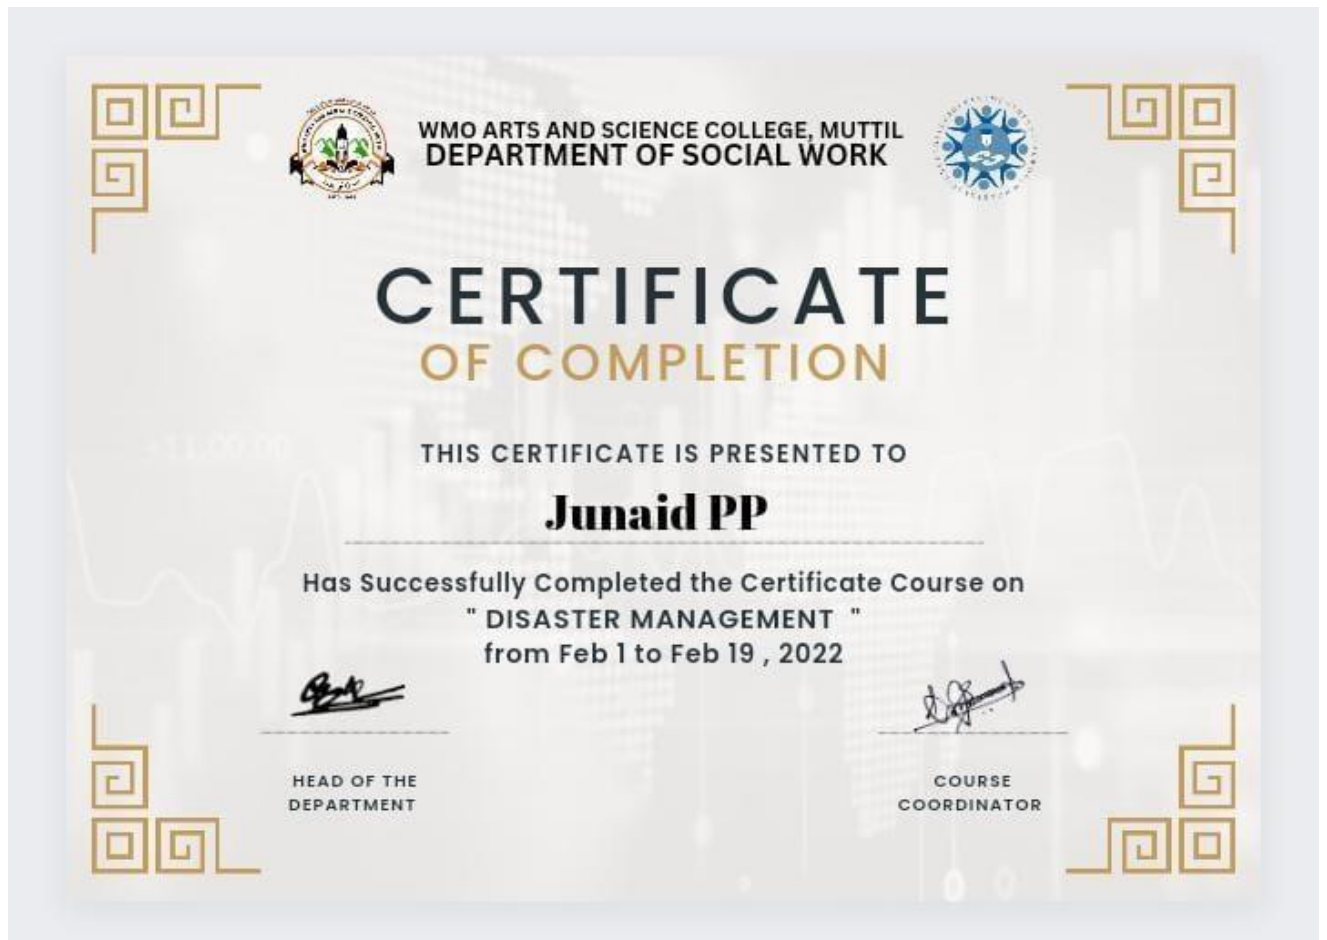 WMO ARTS AND SCIENCE COLLEGE, MUTTIL
DEPARTMENT OF SOCIAL WORK
CERTIFICATE
OF COMPLETION
THIS CERTIFICATE IS PRESENTED TO
Junaid PP
Has Successfully Completed the Certificate Course on
" DISASTER MANAGEMENT "
from Feb 1 to Feb 19 , 2022
HEAD OF THE
DEPARTMENT
COURSE
COORDINATOR